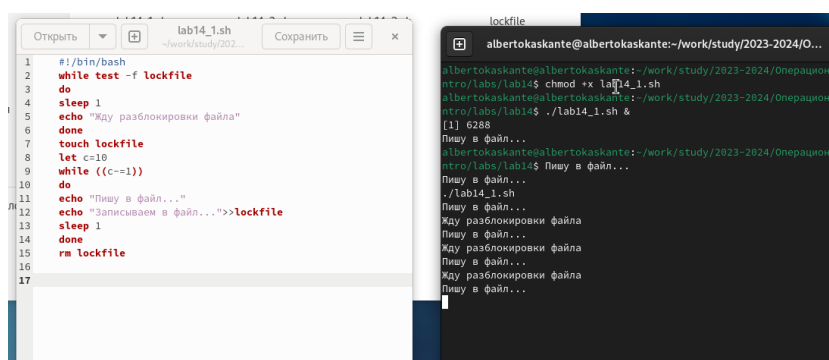 lockfile
Открыть
lab14_1.sh
~/work/study/202...
Сохранить
1 #!/bin/bash
2 while test -f lockfile
3 do
4 sleep 1
5 echo "Жду разблокировки файла"
6 done
7 touch lockfile
8 let c=10
9 while ((c-=1))
10 do
11 echo "Пишу в файл..."
12 echo "Записываем в файл...">>lockfile
13 sleep 1
14 done
15 rm lockfile
16
17
albertokaskante@albertokaskante:~/work/study/2023-2024/О...
albertokaskante@albertokaskante:~/work/study/2023-2024/Операцион
ntro/labs/lab14$ chmod +x lab14_1.sh
albertokaskante@albertokaskante:~/work/study/2023-2024/Операцион
ntro/labs/lab14$ ./lab14_1.sh &
[1] 6288
Пишу в файл...
albertokaskante@albertokaskante:~/work/study/2023-2024/Операцион
ntro/labs/lab14$ Пишу в файл...
Пишу в файл...
./lab14_1.sh
Пишу в файл...
Жду разблокировки файла
Пишу в файл...
Жду разблокировки файла
Пишу в файл...
Жду разблокировки файла
Пишу в файл...